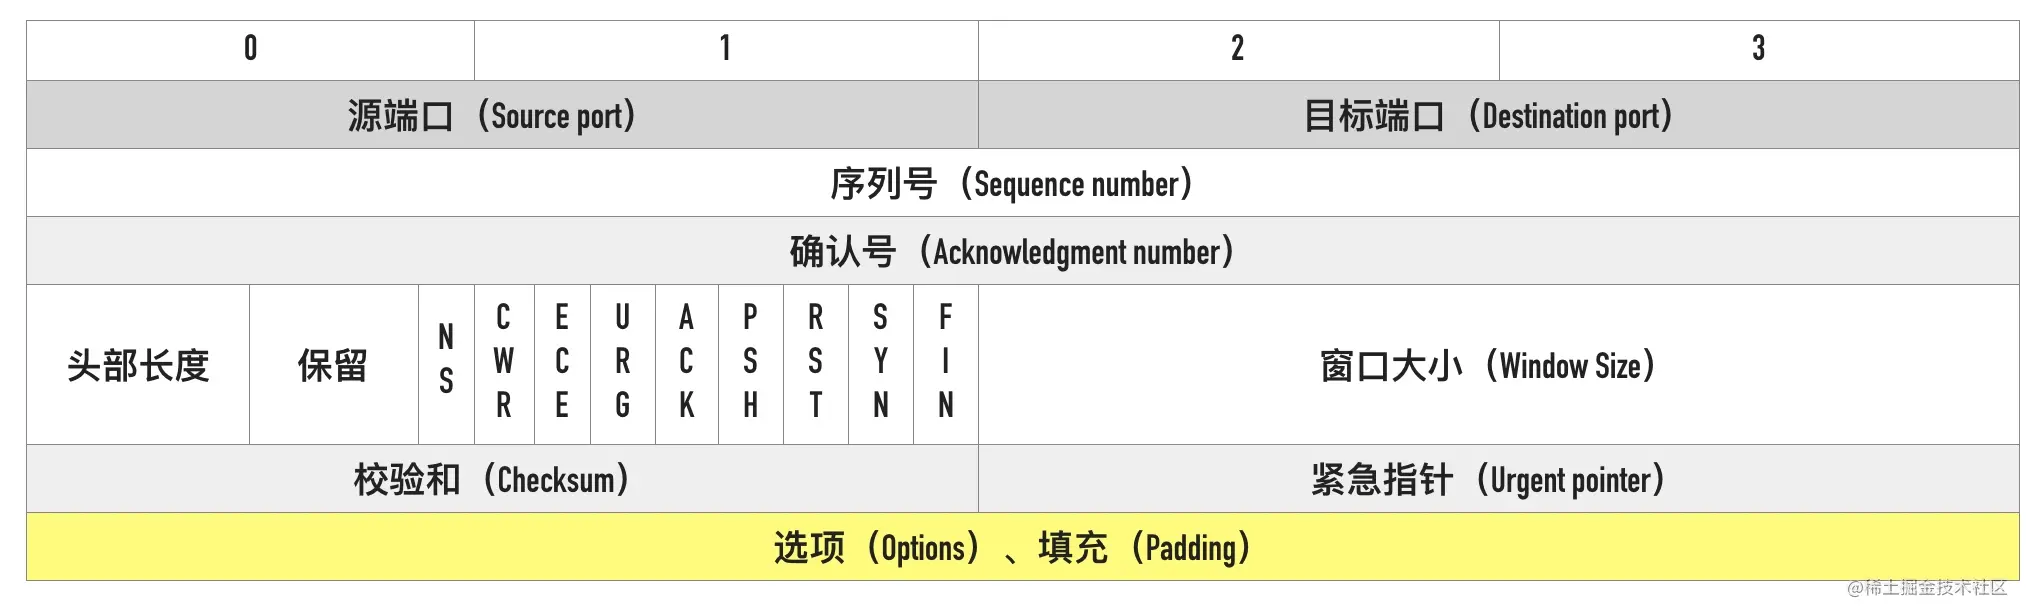 0 1 2 3
源端口（Source port） 目标端口（Destination port）
序列号（Sequence number）
确认号（Acknowledgment number）
头部长度 保留 NS CWR ECE URG ACK PSH RST SYN FIN 窗口大小（Window Size）
校验和（Checksum） 紧急指针（Urgent pointer）
选项（Options）、填充（Padding）
@稀土掘金技术社区